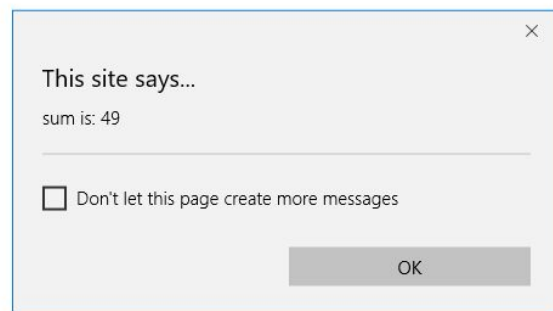 This site says...
sum is: 49
Don't let this page create more messages
OK